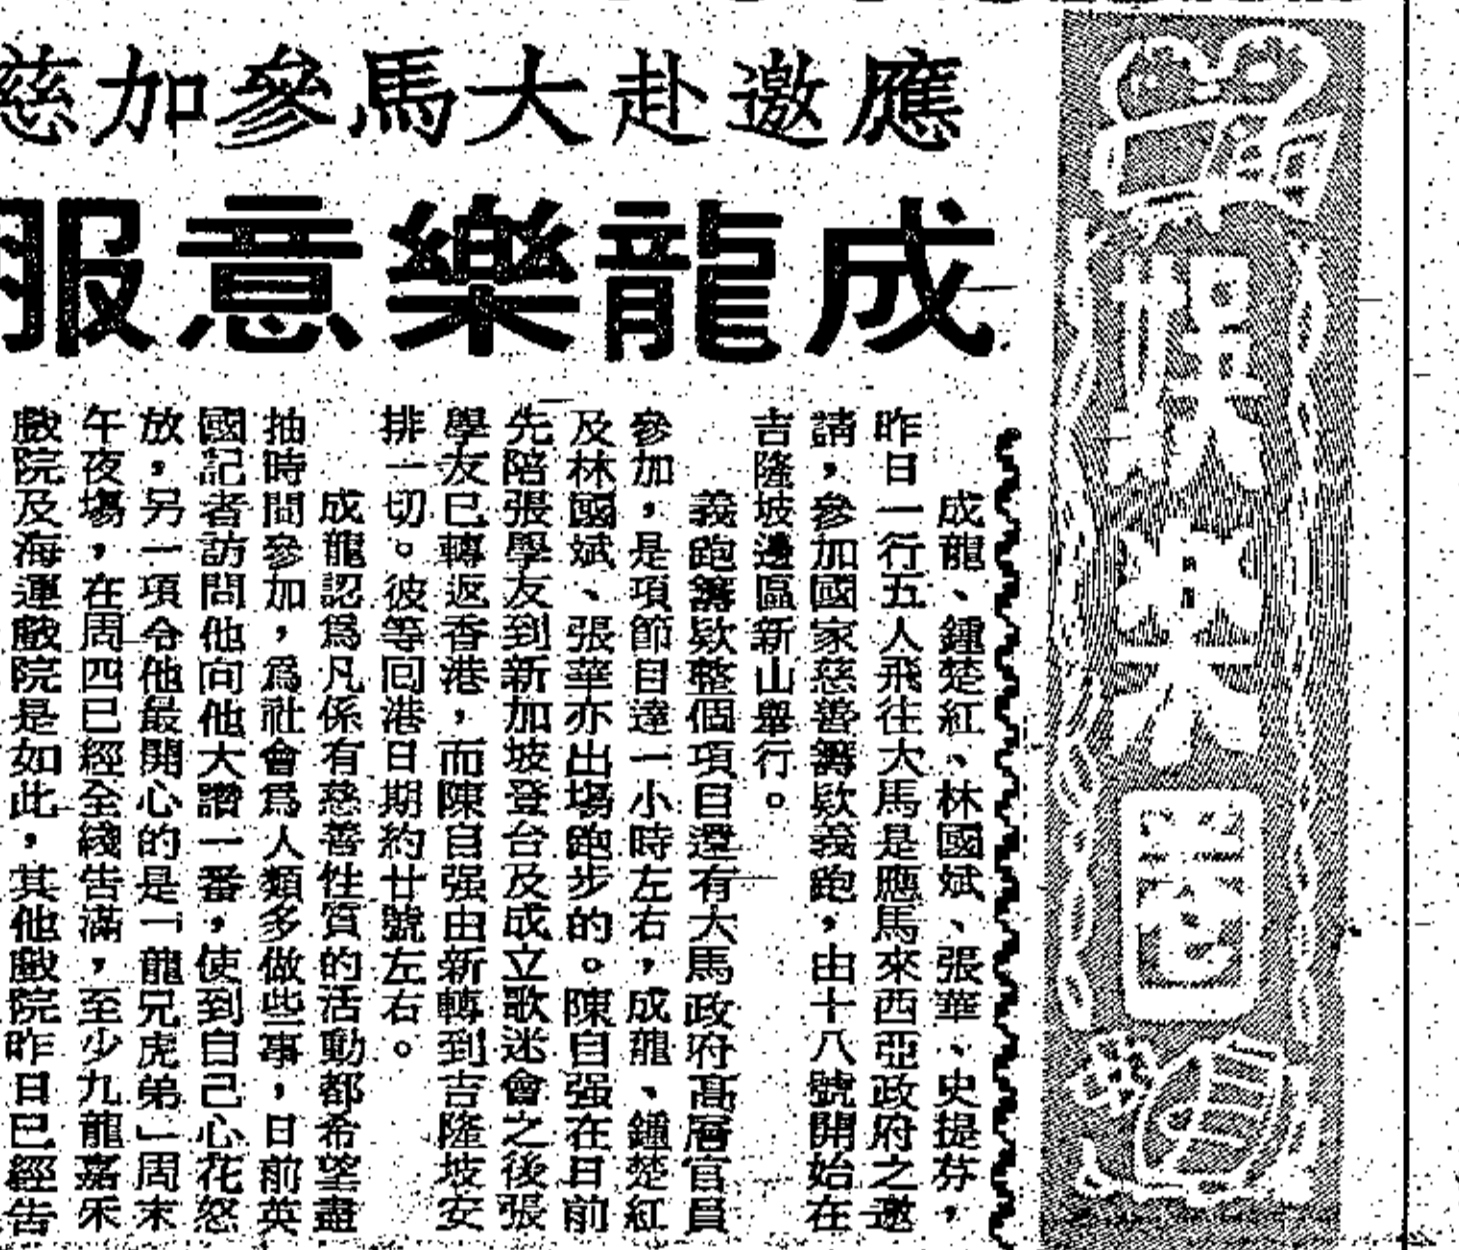 娛樂圈
應邀赴大馬參加慈
成龍樂意服
成龍、鍾楚紅、林國斌、張華、史提芬,
昨日一行五人飛往大馬是應馬來西亞政府之邀
請,參加國家慈善籌欵義跑,由十八號開始在
吉隆坡邊區新山舉行。
義跑籌欵整個項目還有大馬政府高層官員
參加,是項節目達一小時左右,成龍、鍾楚紅
及林國斌、張華亦出場跑步的。陳自强在日前
先陪張學友到新加坡登台及成立歌迷會之後張
學友已轉返香港,而陳自强由新轉到吉隆坡安
排一切。彼等回港日期約廿號左右。
成龍認爲凡係有慈善性質的活動都希望盡
抽時間參加,爲社會爲人類多做些事,日前英
國記者訪問他向他大讚一番,使到自己心花怒
放,另一項令他最開心的是「龍兄虎弟」周末
午夜場,在周四已經全綫告滿,至少九龍嘉禾
戲院及海運戲院是如此,其他戲院昨日已經告